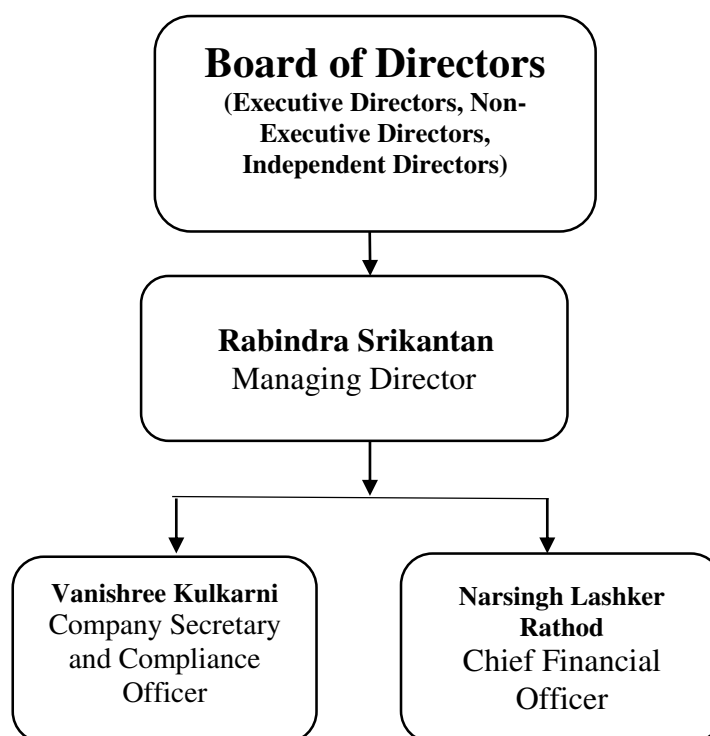 Board of Directors
(Executive Directors, Non-
Executive Directors,
Independent Directors)
Rabindra Srikantan
Managing Director
Vanishree Kulkarni
Company Secretary
and Compliance
Officer
Narsingh Lashker
Rathod
Chief Financial
Officer